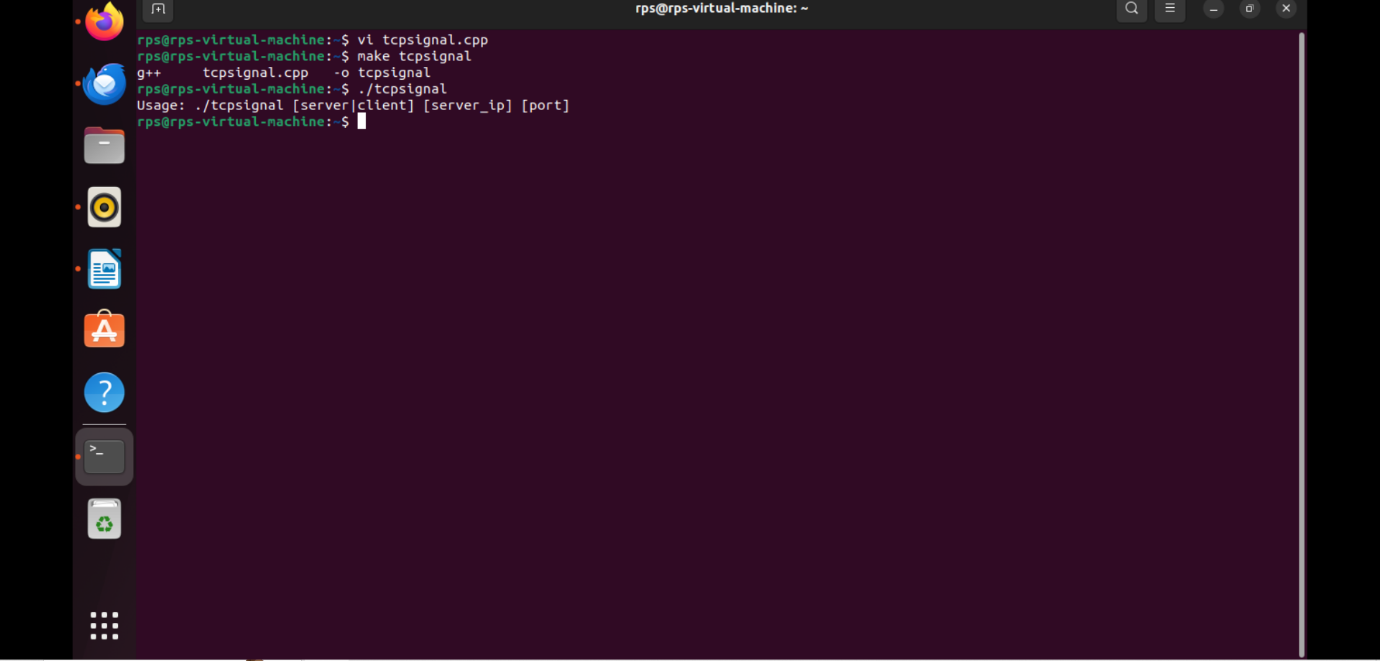 rps@rps-virtual-machine: ~
rps@rps-virtual-machine:~$ vi tcpsignal.cpp
rps@rps-virtual-machine:~$ make tcpsignal
g++     tcpsignal.cpp   -o tcpsignal
rps@rps-virtual-machine:~$ ./tcpsignal
Usage: ./tcpsignal [server|client] [server_ip] [port]
rps@rps-virtual-machine:~$